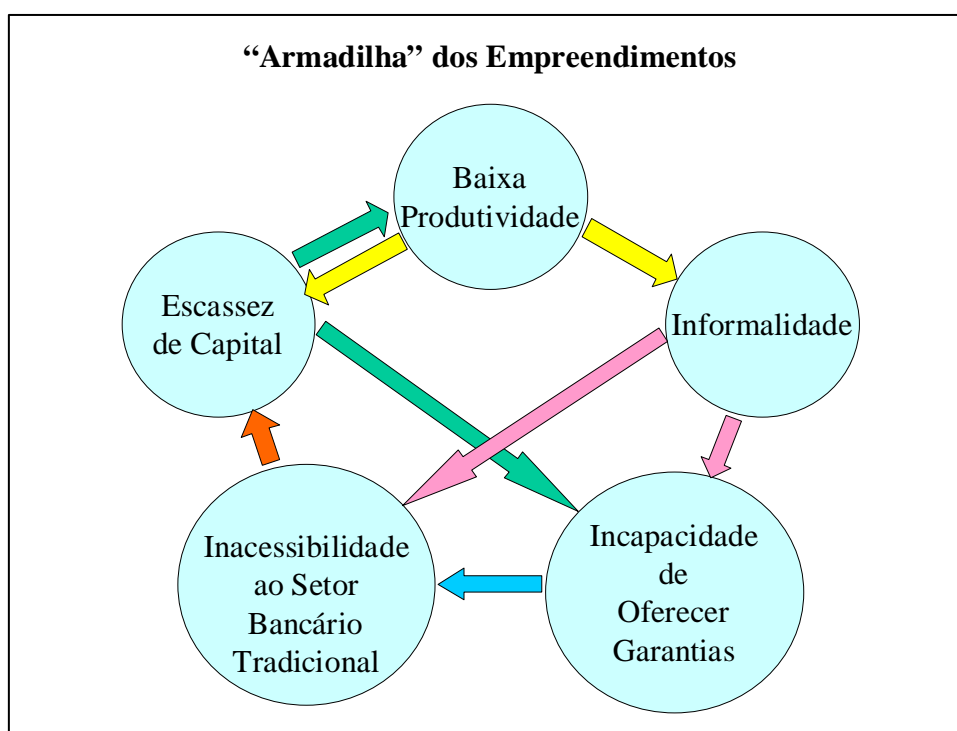 “Armadilha” dos Empreendimentos
Baixa
Produtividade
Escassez
de Capital
Informalidade
Inacessibilidade
ao Setor
Bancário
Tradicional
Incapacidade
de
Oferecer
Garantias